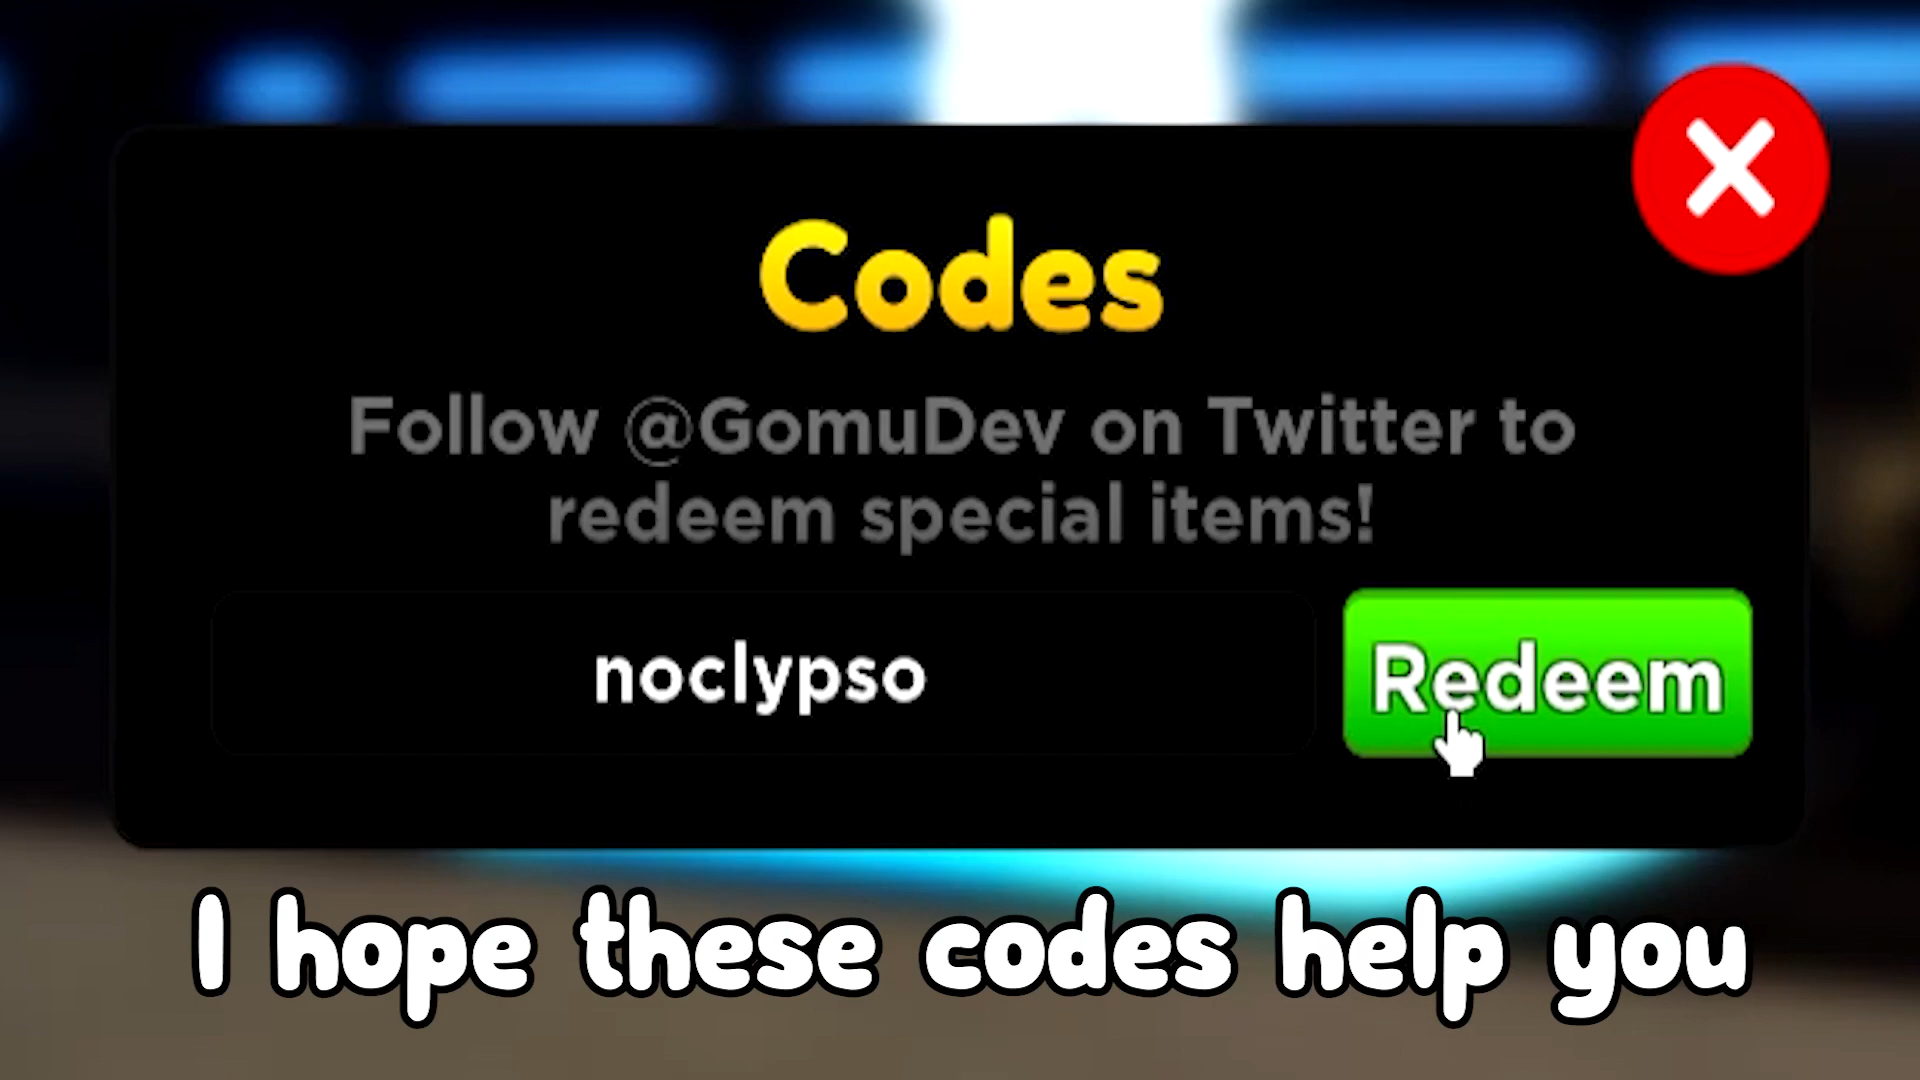 Codes
Follow @GomuDev on Twitter to
redeem special items!
noclypso
Redeem
I hope these codes help you